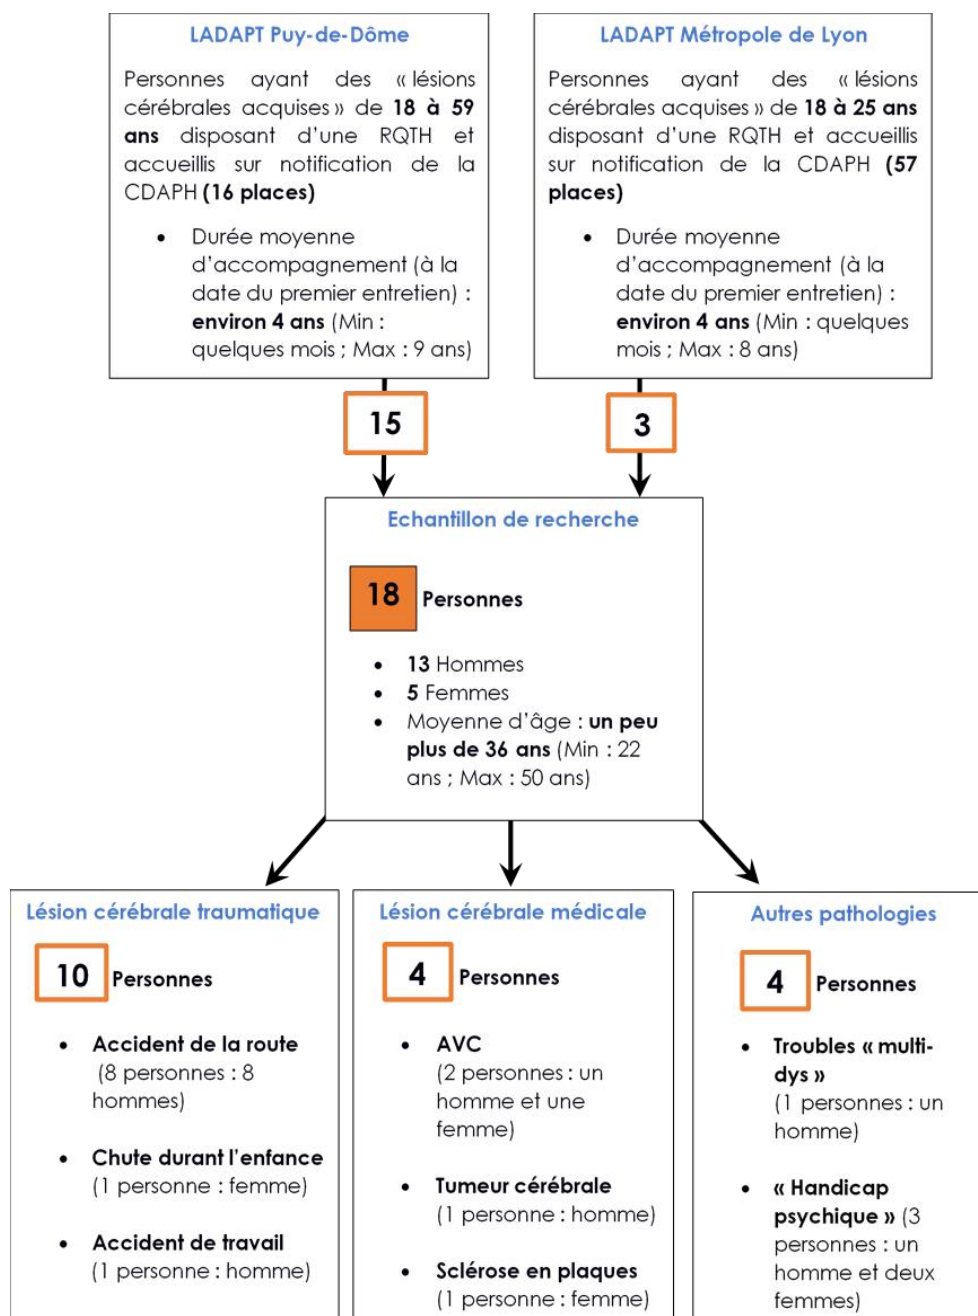 LADAPT Puy-de-Dôme
Personnes ayant des « lésions
cérébrales acquises » de 18 à 59
ans disposant d'une RQTH et
accueillis sur notification de la
CDAPH (16 places)
• Durée moyenne
d'accompagnement (à la
date du premier entretien) :
environ 4 ans (Min :
quelques mois ; Max : 9 ans)
LADAPT Métropole de Lyon
Personnes ayant des « lésions
cérébrales acquises » de 18 à 25 ans
disposant d'une RQTH et accueillis
sur notification de la CDAPH (57
places)
• Durée moyenne
d'accompagnement (à la
date du premier entretien) :
environ 4 ans (Min : quelques
mois ; Max : 8 ans)
15
3
Echantillon de recherche
18 Personnes
• 13 Hommes
• 5 Femmes
• Moyenne d'âge : un peu
plus de 36 ans (Min : 22
ans ; Max : 50 ans)
Lésion cérébrale traumatique
10 Personnes
• Accident de la route
(8 personnes : 8
hommes)
• Chute durant l'enfance
(1 personne : femme)
• Accident de travail
(1 personne : homme)
Lésion cérébrale médicale
4 Personnes
• AVC
(2 personnes : un
homme et une
femme)
• Tumeur cérébrale
(1 personne : homme)
• Sclérose en plaques
(1 personne : femme)
Autres pathologies
4 Personnes
• Troubles « multi-
dys »
(1 personnes : un
homme)
• « Handicap
psychique » (3
personnes : un
homme et deux
femmes)